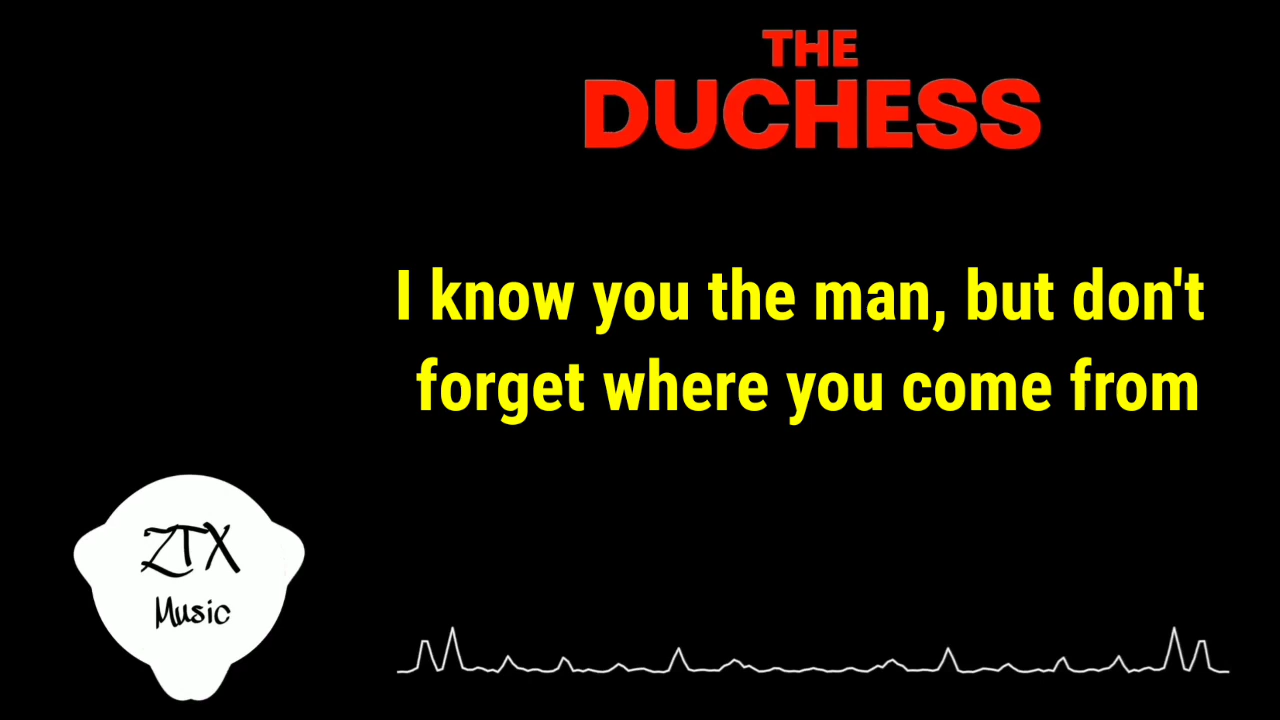 THE
DUCHESS
I know you the man, but don't
forget where you come from
ZTX
Music